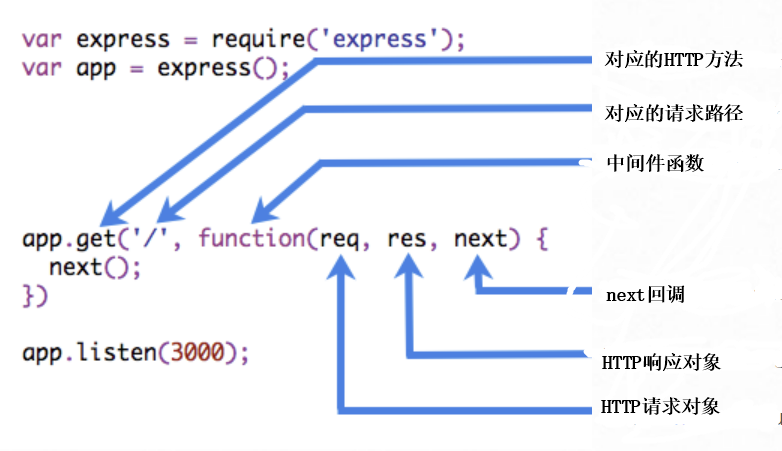 var express = require('express');
var app = express();
对应的HTTP方法
对应的请求路径
中间件函数
app.get('/', function(req, res, next) {
  next();
})
next回调
app.listen(3000);
HTTP响应对象
HTTP请求对象